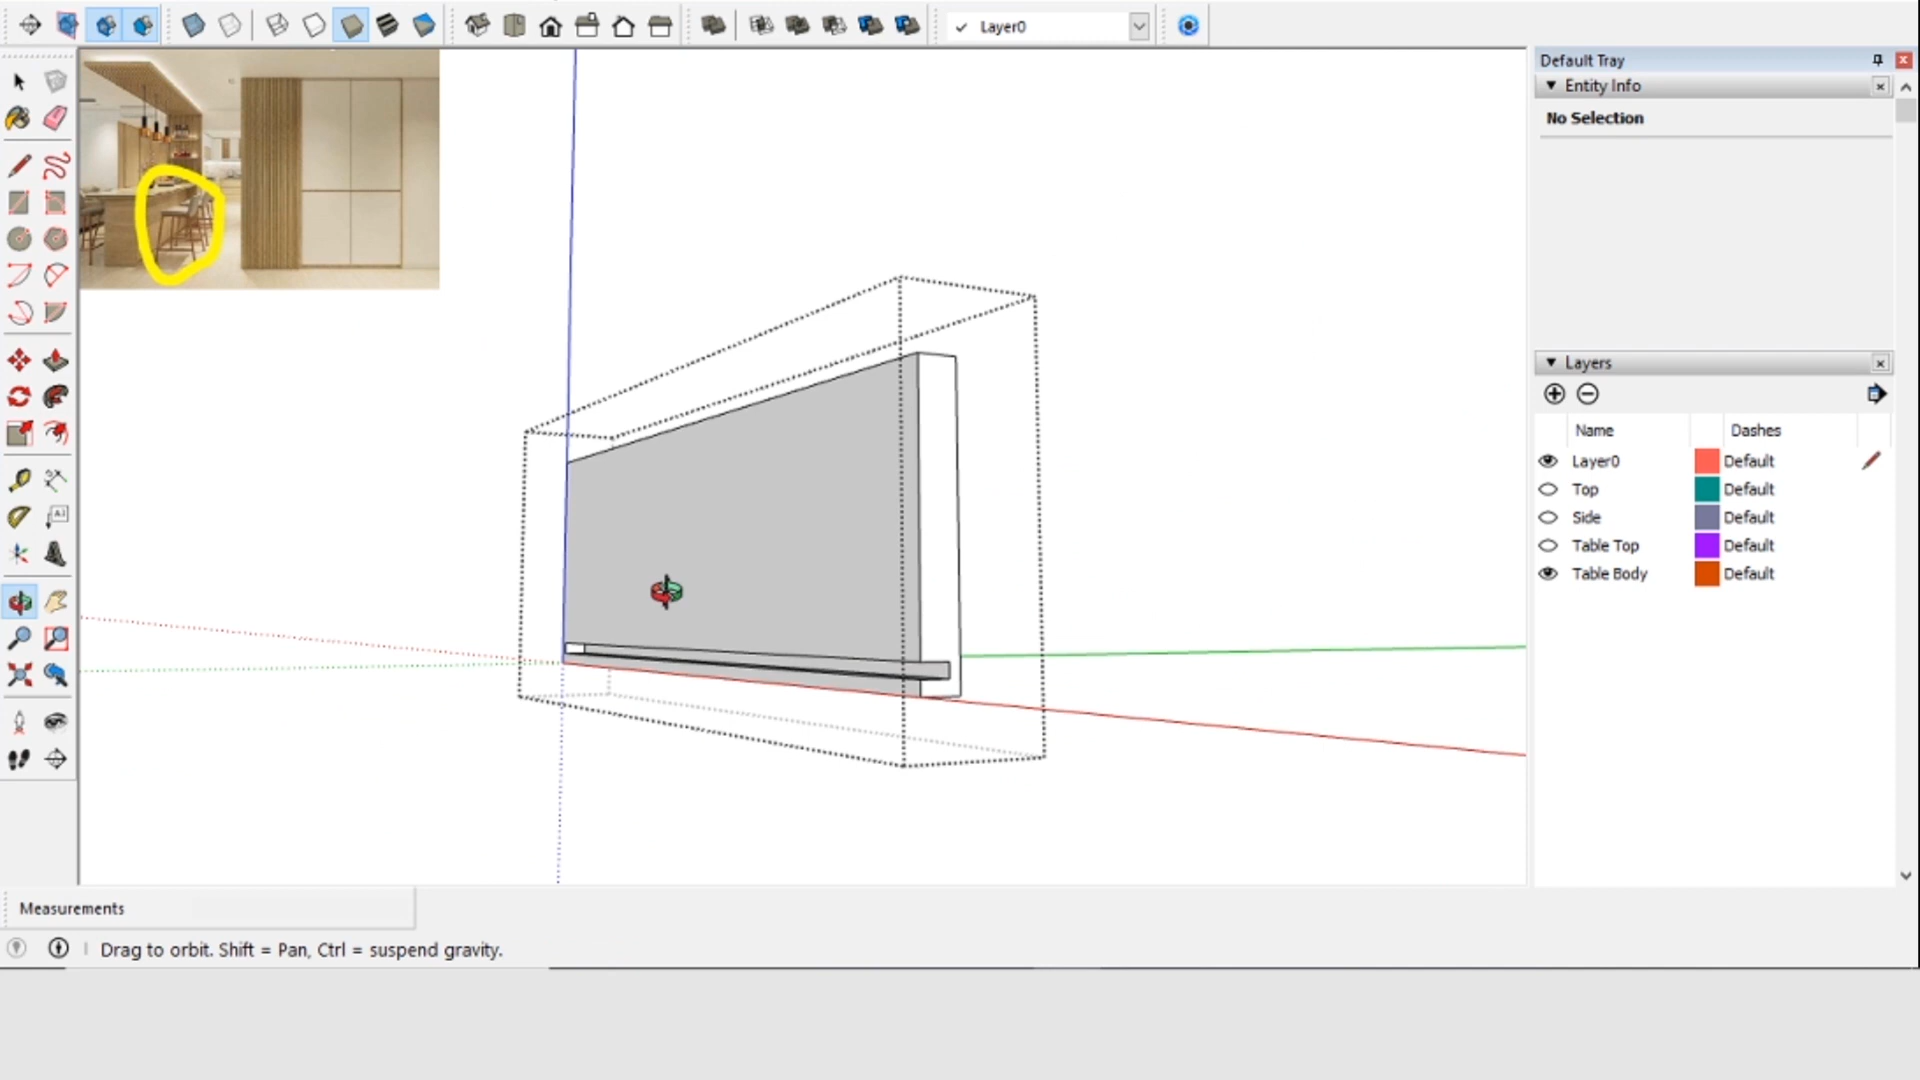 Layer0
Default Tray
Entity Info
No Selection
Layers
Name Dashes
Layer0 Default
Top Default
Side Default
Table Top Default
Table Body Default
Measurements
Drag to orbit. Shift = Pan, Ctrl = suspend gravity.